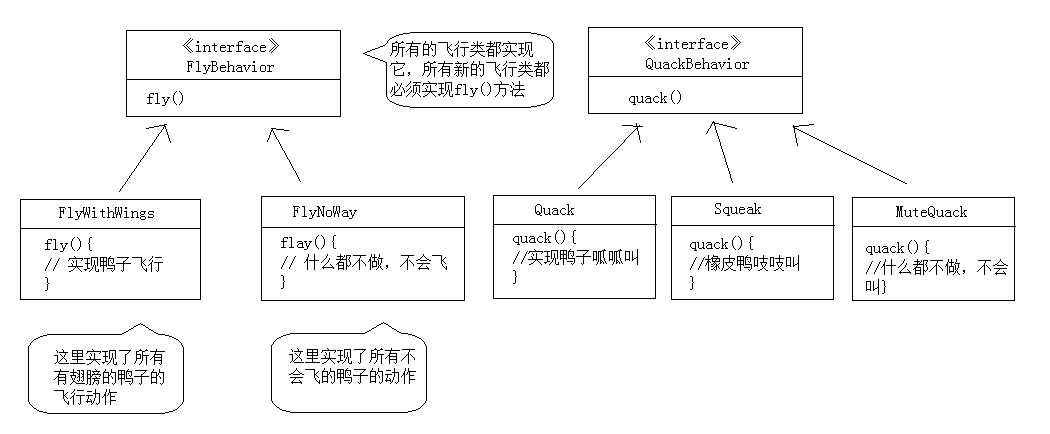 《interface》
FlyBehavior
fly()
所有的飞行类都实现
它，所有新的飞行类都
必须实现fly()方法
《interface》
QuackBehavior
quack()
FlyWithWings
fly(){
// 实现鸭子飞行
}
FlyNoWay
flay(){
// 什么都不做，不会飞
}
Quack
quack(){
//实现鸭子呱呱叫
}
Squeak
quack(){
//橡皮鸭吱吱叫
}
MuteQuack
quack(){
//什么都不做，不会
叫}
这里实现了所有
有翅膀的鸭子的
飞行动作
这里实现了所有不
会飞的鸭子的动作